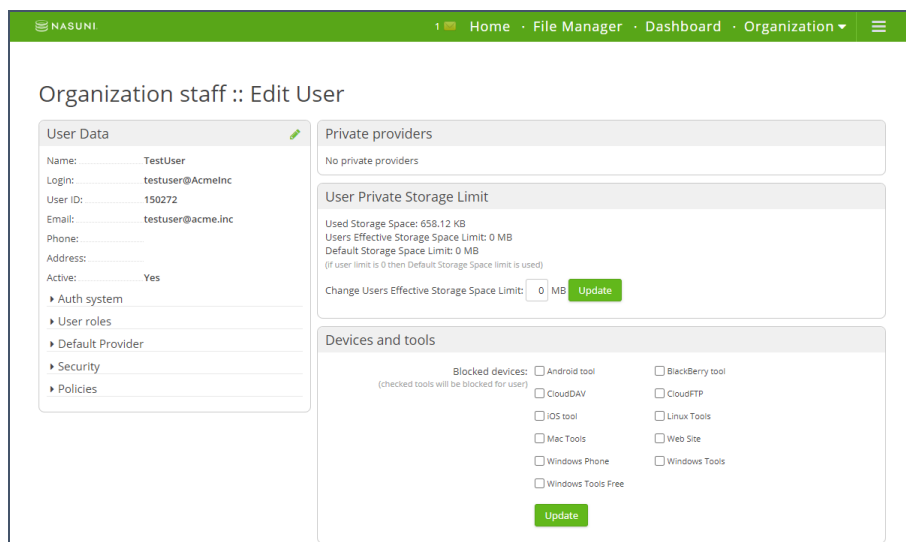 NASUNI
1 Home · File Manager · Dashboard · Organization
Organization staff :: Edit User
User Data
Name: TestUser
Login: testuser@AcmeInc
User ID: 150272
Email: testuser@acme.inc
Phone:
Address:
Active: Yes
Auth system
User roles
Default Provider
Security
Policies
Private providers
No private providers
User Private Storage Limit
Used Storage Space: 658.12 KB
Users Effective Storage Space Limit: 0 MB
Default Storage Space Limit: 0 MB
(if user limit is 0 then Default Storage Space limit is used)
Change Users Effective Storage Space Limit: 0 MB Update
Devices and tools
Blocked devices: Android tool BlackBerry tool
(checked tools will be blocked for user)
CloudDAV CloudFTP
iOS tool Linux Tools
Mac Tools Web Site
Windows Phone Windows Tools
Windows Tools Free
Update